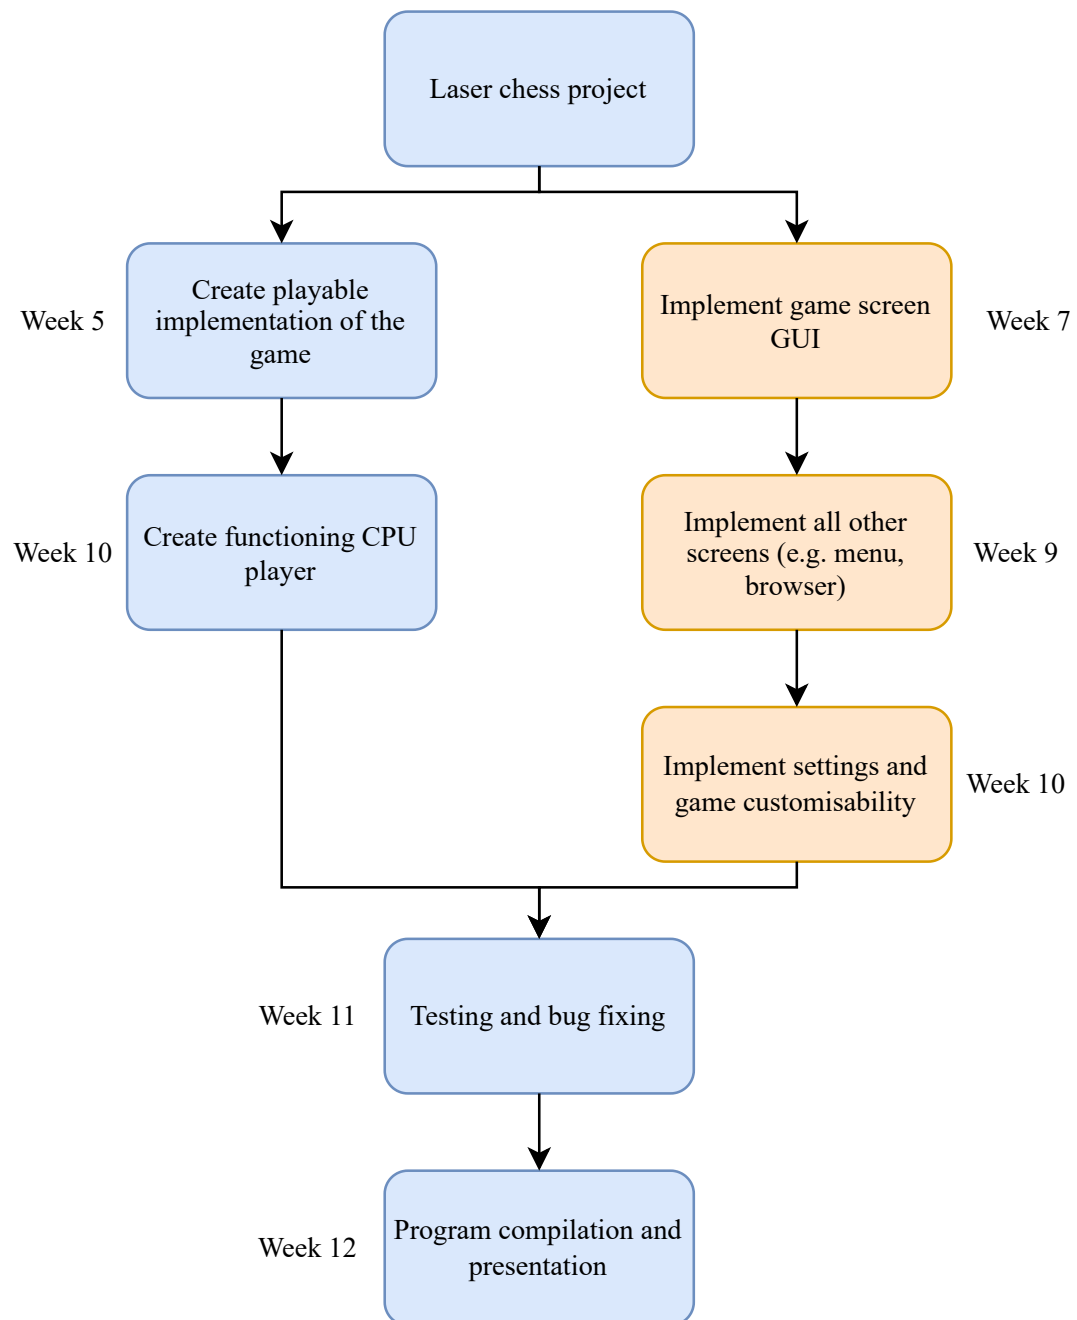 Laser chess project
Week 5
Create playable
implementation of the
game
Implement game screen
GUI
Week 7
Week 10
Create functioning CPU
player
Implement all other
screens (e.g. menu,
browser)
Week 9
Implement settings and
game customisability
Week 10
Week 11
Testing and bug fixing
Week 12
Program compilation and
presentation